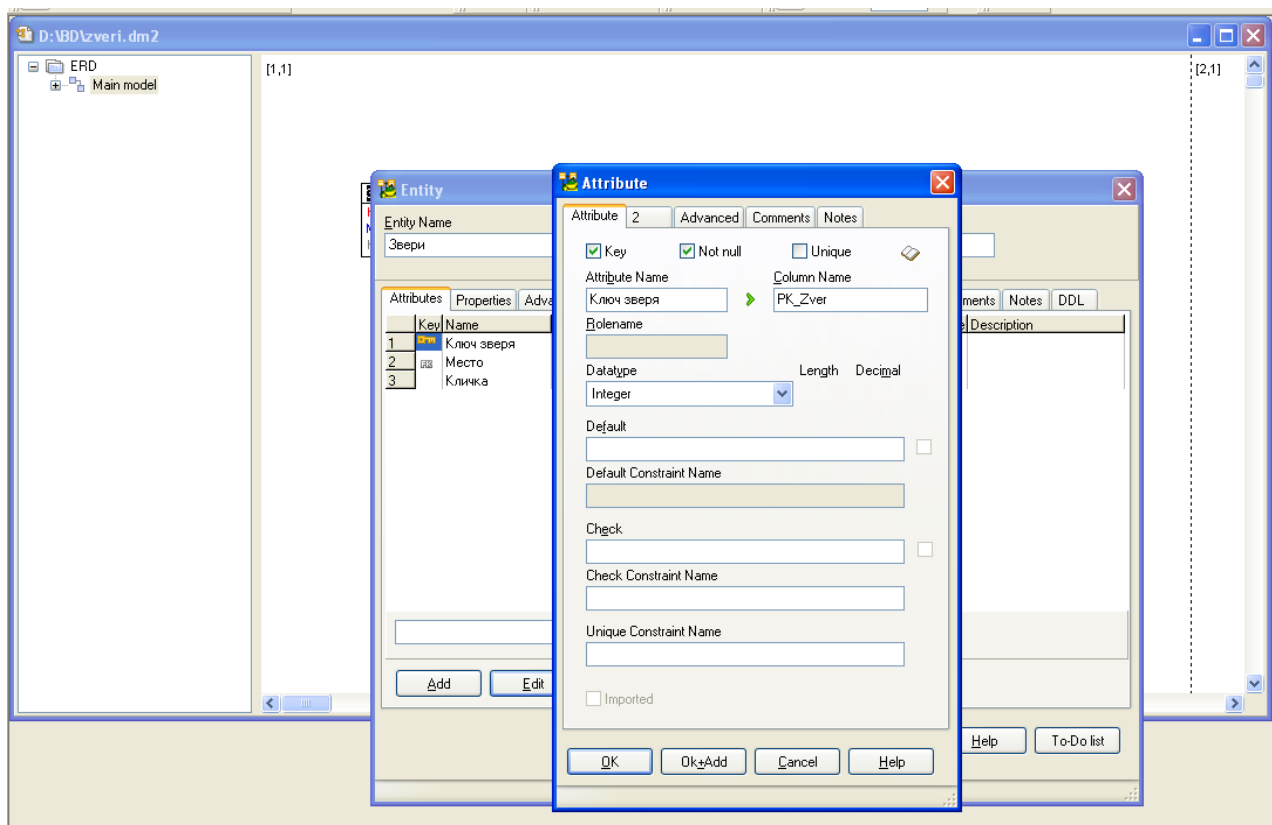 D:\BD\zveri.dm2
ERD
Main model
[1,1]
[2,1]
Entity
Entity Name
Звери
Attributes
Properties
Notes
DDL
Key
Name
Description
1
Ключ зверя
2
Место
3
Кличка
Add
Edit
Help
To-Do list
Attribute
Attribute
2
Advanced
Comments
Notes
Key
Not null
Unique
Attribute Name
Column Name
Ключ зверя
PK_Zver
Rolename
Datatype
Length
Decimal
Integer
Default
Default Constraint Name
Check
Check Constraint Name
Unique Constraint Name
Imported
OK
Ok+Add
Cancel
Help